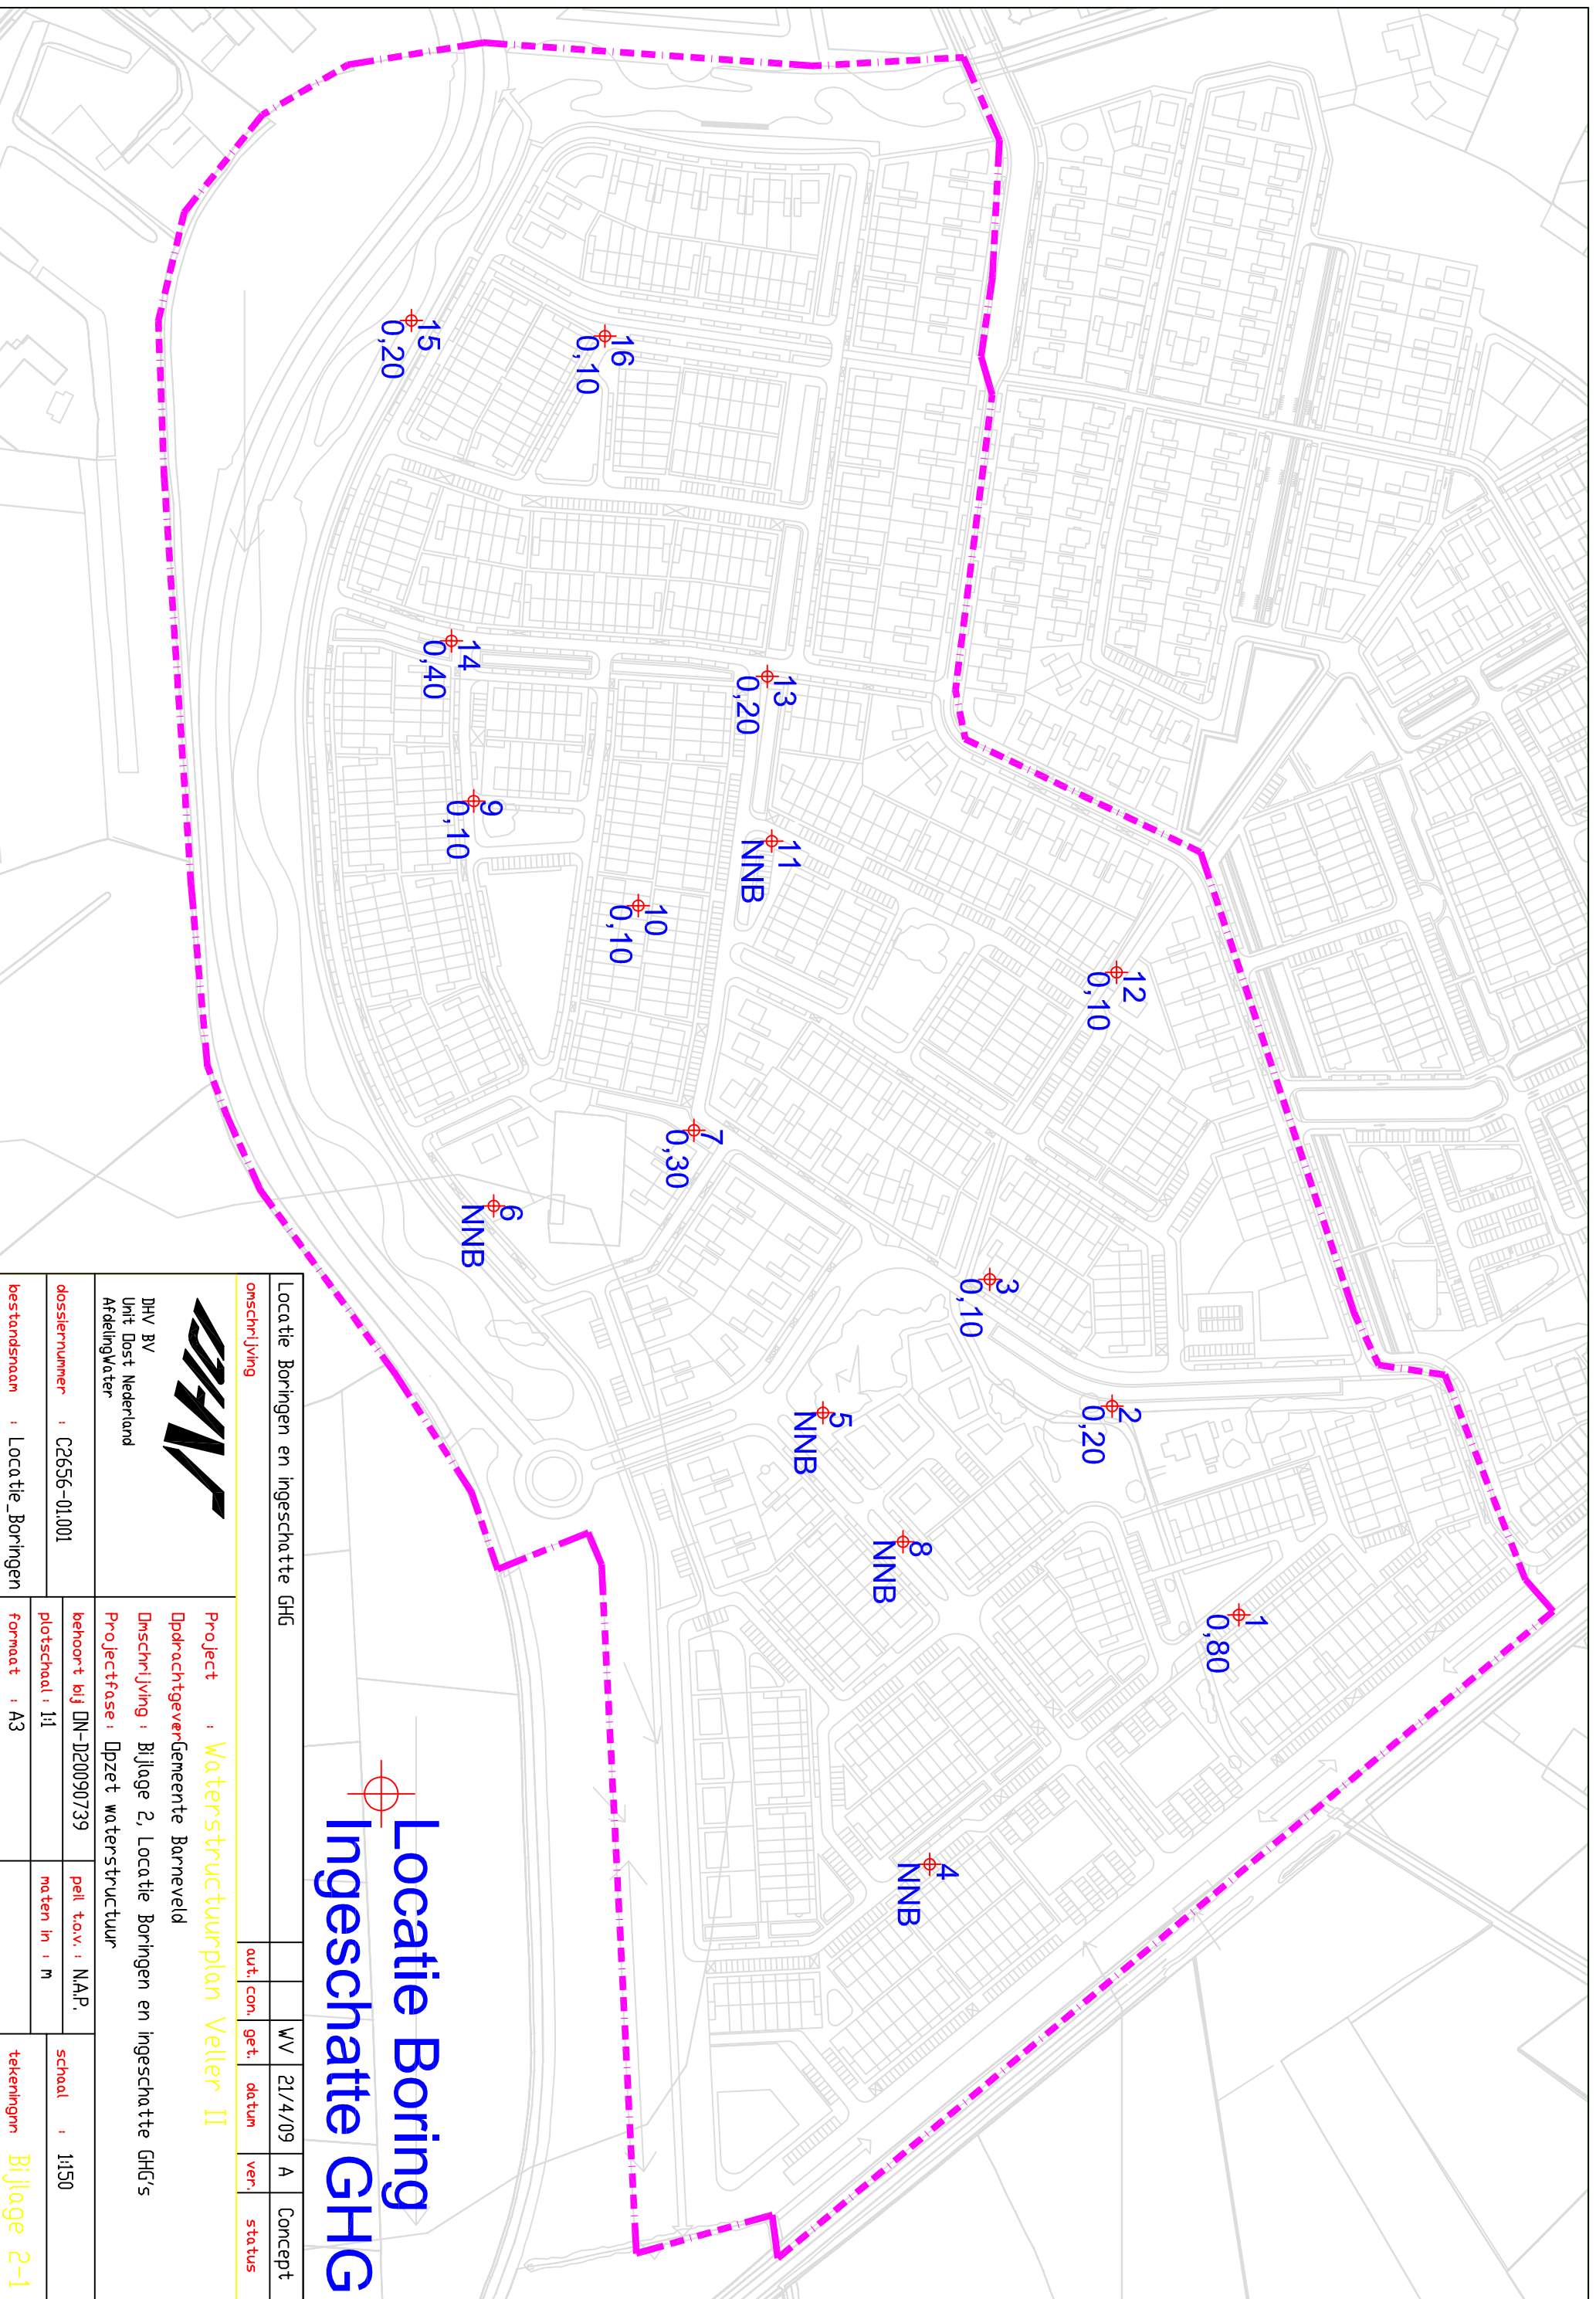 1
0,80
2
0,20
12
0,10
3
0,10
4
NNB
8
NNB
5
NNB
13
0,20
11
NNB
7
0,30
10
0,10
16
0,10
6
NNB
9
0,10
14
0,40
15
0,20
Locatie Boring
Ingeschatte GHG
Locatie Boringen en ingeschatte GHG
WV 21/4/09 A Concept
omschrijving
aut. con. get. datum ver. status
DHV BV
Unit Oost Nederland
AfdelingWater
Project : Waterstructuurplan Veller II
OpdrachtgeverGemeente Barneveld
Omschrijving : Bijlage 2, Locatie Boringen en ingeschatte GHG's
Projectfase : Opzet waterstructuur
dossiernummer : C2656-01.001
behoort bij ON-D20090739
peil t.o.v. : N.A.P.
schaal : 1:150
plotschaal : 1:1
maten in : m
bestandsnaam : Locatie_Boringen
formaat : A3
tekeningnr Bijlage 2-1